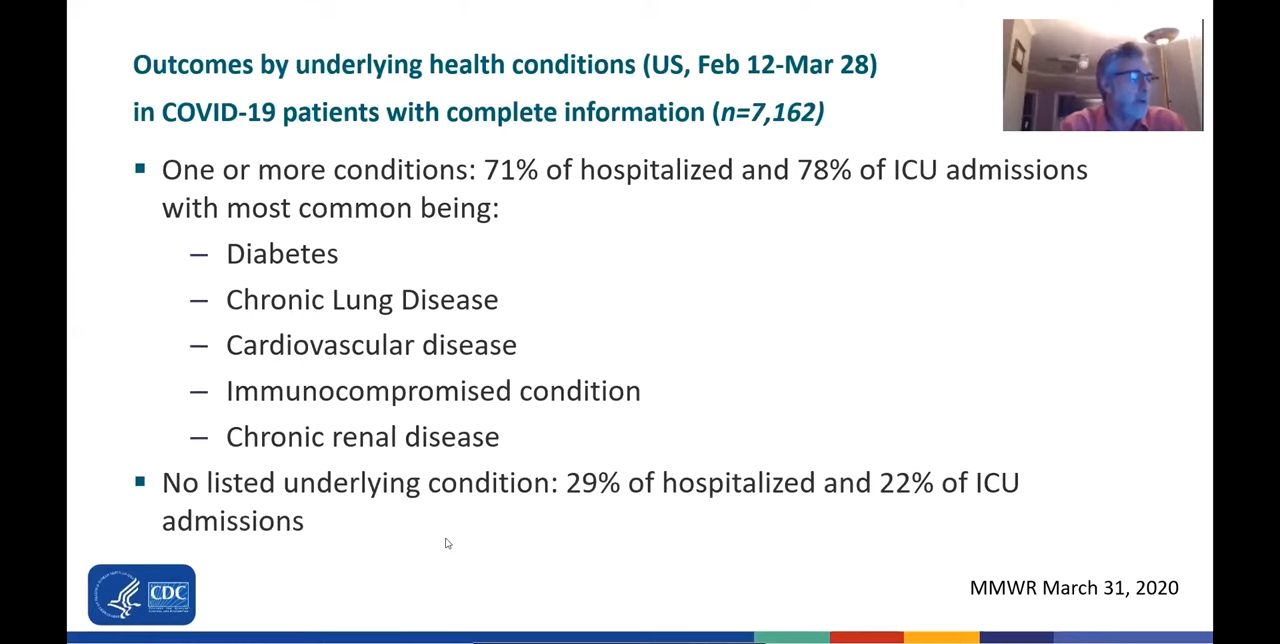 Outcomes by underlying health conditions (US, Feb 12-Mar 28)
in COVID-19 patients with complete information (n=7,162)
▪ One or more conditions: 71% of hospitalized and 78% of ICU admissions
with most common being:
– Diabetes
– Chronic Lung Disease
– Cardiovascular disease
– Immunocompromised condition
– Chronic renal disease
▪ No listed underlying condition: 29% of hospitalized and 22% of ICU
admissions
CDC
MMWR March 31, 2020